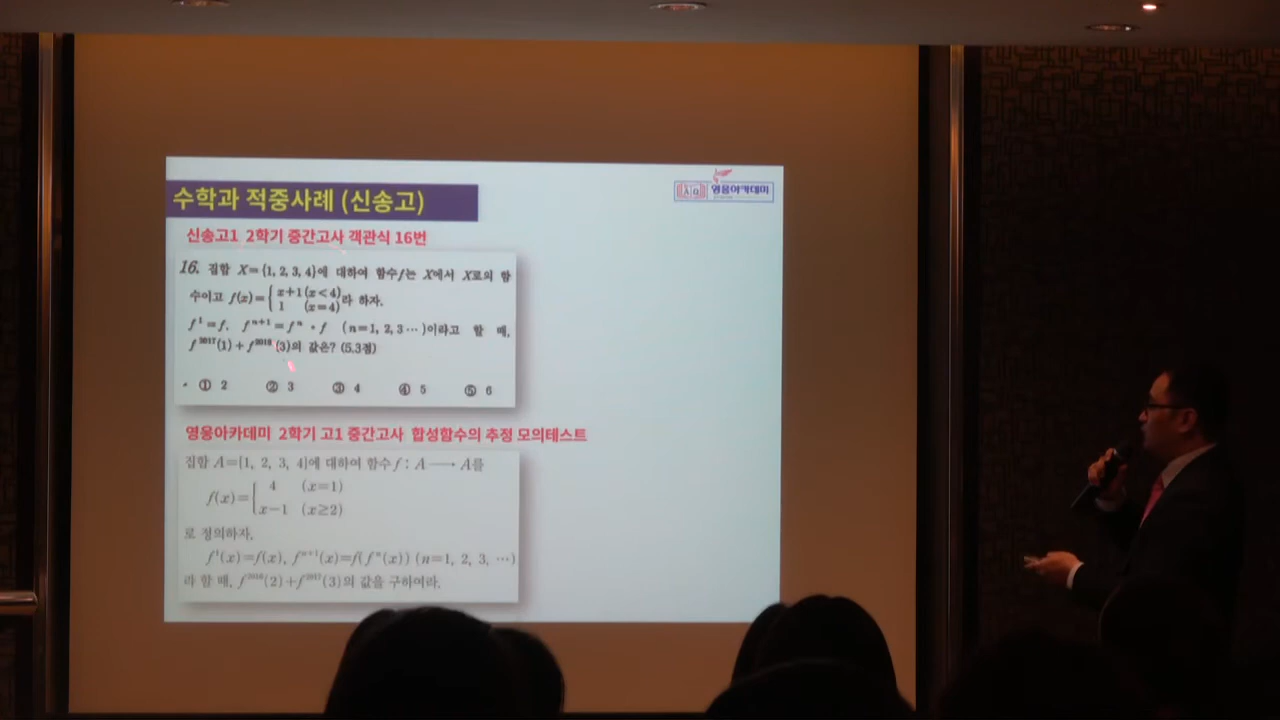 수학과 적중사례 (신송고)
영웅아카데미
신송고1 2학기 중간고사 객관식 16번
16. 집합 X={1, 2, 3, 4}에 대하여 함수 f는 X에서 X로의 함
수이고 f(x)={ x+1 (x<4)
1 (x=4) 라 하자.
f¹=f, fⁿ⁺¹=fⁿ∘f (n=1, 2, 3…)이라고 할 때,
f²⁰¹⁷(1)+f²⁰¹⁸(3)의 값은? (5.3점)
① 2 ② 3 ③ 4 ④ 5 ⑤ 6
영웅아카데미 2학기 고1 중간고사 합성함수의 추정 모의테스트
집합 A={1, 2, 3, 4}에 대하여 함수 f : A → A를
f(x)={ 4 (x=1)
x−1 (x≥2)
로 정의하자.
f¹(x)=f(x), fⁿ⁺¹(x)=f(fⁿ(x)) (n=1, 2, 3, …)
라 할 때, f²⁰¹⁶(2)+f²⁰¹⁷(3)의 값을 구하여라.